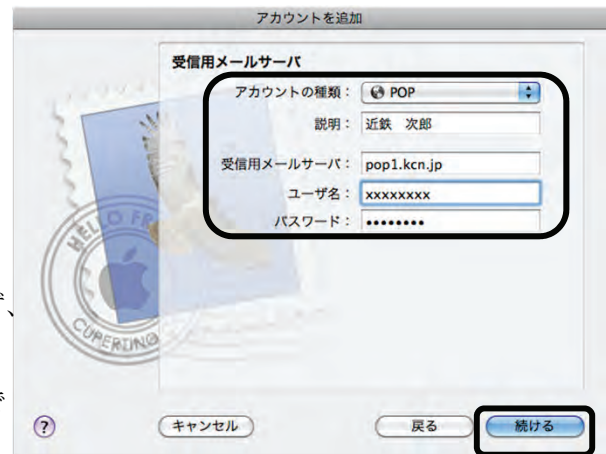 アカウントを追加
受信用メールサーバ
アカウントの種類: POP
説明: 近鉄 次郎
受信用メールサーバ: pop1.kcn.jp
ユーザ名: xxxxxxxx
パスワード: ••••••••
HELLO FR
CUPERTINO
? キャンセル 戻る 続ける